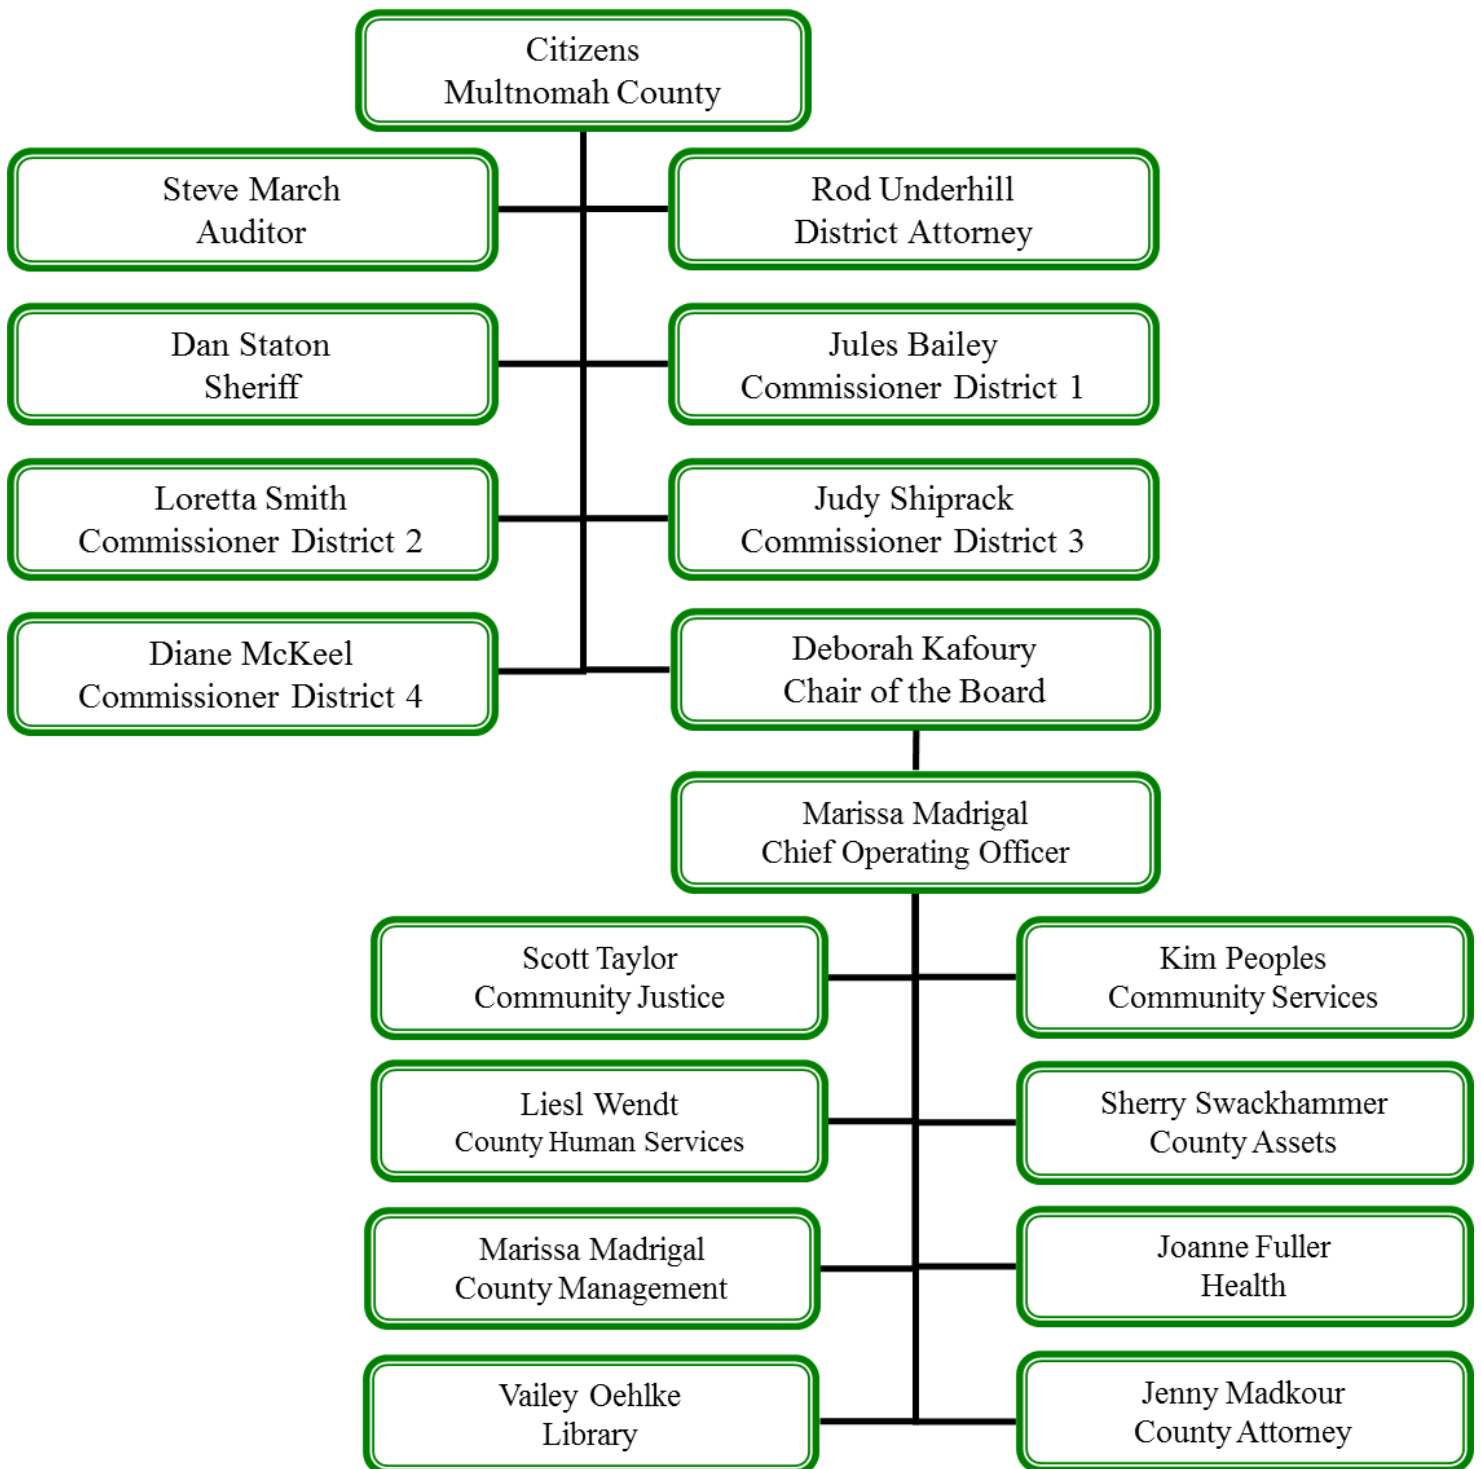 Citizens
Multnomah County
Steve March
Auditor
Rod Underhill
District Attorney
Dan Staton
Sheriff
Jules Bailey
Commissioner District 1
Loretta Smith
Commissioner District 2
Judy Shiprack
Commissioner District 3
Diane McKeel
Commissioner District 4
Deborah Kafoury
Chair of the Board
Marissa Madrigal
Chief Operating Officer
Scott Taylor
Community Justice
Kim Peoples
Community Services
Liesl Wendt
County Human Services
Sherry Swackhammer
County Assets
Marissa Madrigal
County Management
Joanne Fuller
Health
Vailey Oehlke
Library
Jenny Madkour
County Attorney